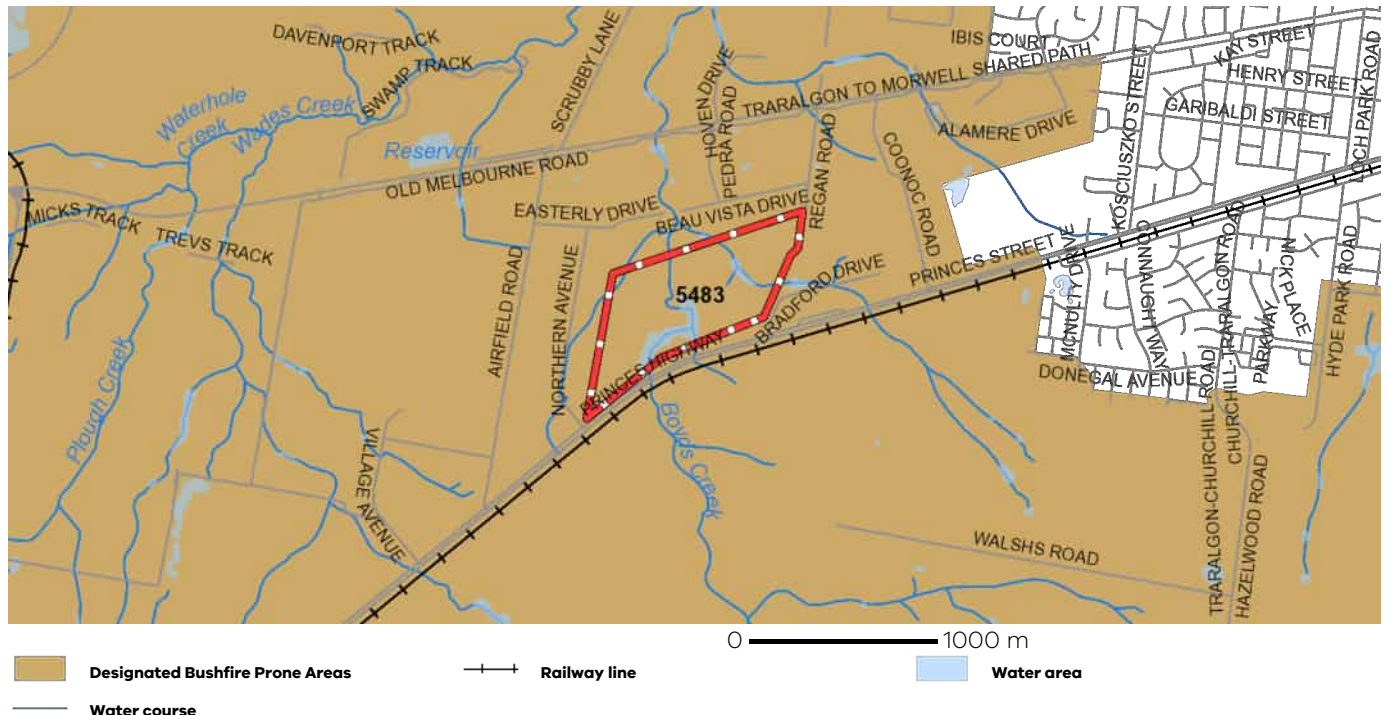 DAVENPORT TRACK
SWAMP TRACK
SCRUBBY LANE
IBIS COURT
KAY STREET
HENRY STREET
GARIBALDI STREET
LOCH PARK ROAD
KOSCIUSZKO STREET
TRARALGON TO MORWELL SHARED PATH
HOVEN DRIVE
PEDRA ROAD
ALAMERE DRIVE
Waterhole
Creek
Wades Creek
Reservoir
OLD MELBOURNE ROAD
REGAN ROAD
COONOC ROAD
MICKS TRACK
TREVS TRACK
EASTERLY DRIVE
BEAU VISTA DRIVE
AIRFIELD ROAD
NORTHERN AVENUE
5483
BRADFORD DRIVE
PRINCES STREET
PRINCES HIGHWAY
MCNULTY DRIVE
CONNAUGHT WAY
TRARALGON-CHURCHILL ROAD
CHURCHILL-TRARALGON ROAD
PARKWAY
NICK PLACE
HYDE PARK ROAD
DONEGAL AVENUE
Plough Creek
VILLAGE AVENUE
Boyds Creek
WALSHS ROAD
HAZELWOOD ROAD
0 1000 m
Designated Bushfire Prone Areas
Railway line
Water area
Water course